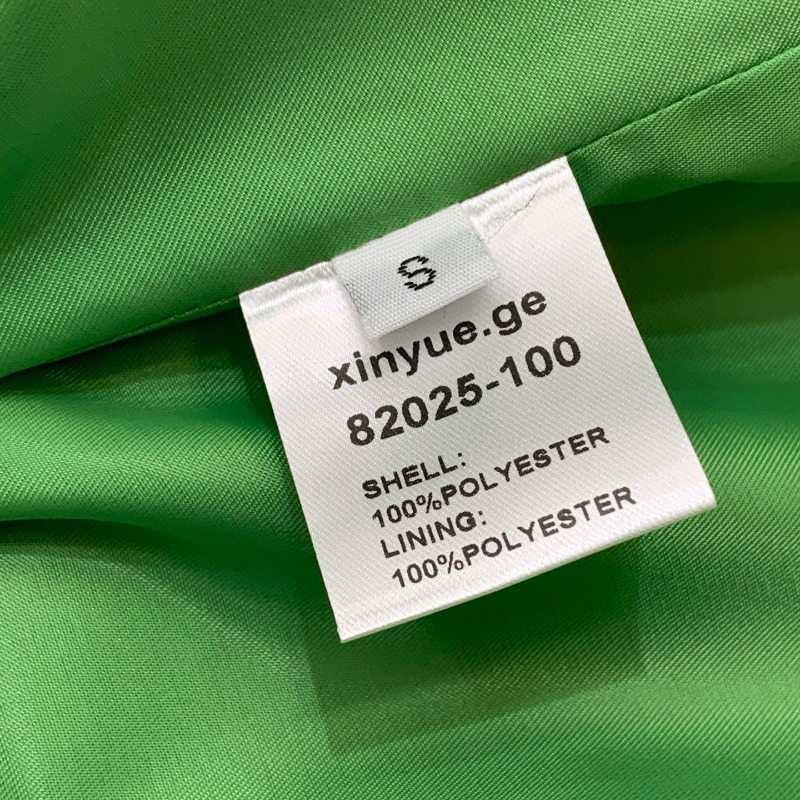 S
xinyue.ge
82025-100
SHELL:
100%POLYESTER
LINING:
100%POLYESTER